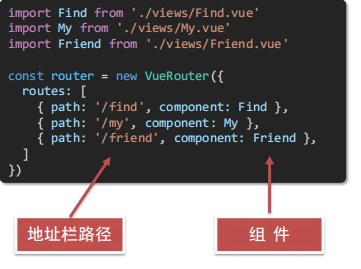 import Find from './views/Find.vue'
import My from './views/My.vue'
import Friend from './views/Friend.vue'
const router = new VueRouter({
routes: [
{ path: '/find', component: Find },
{ path: '/my', component: My },
{ path: '/friend', component: Friend },
]
})
地址栏路径
组 件